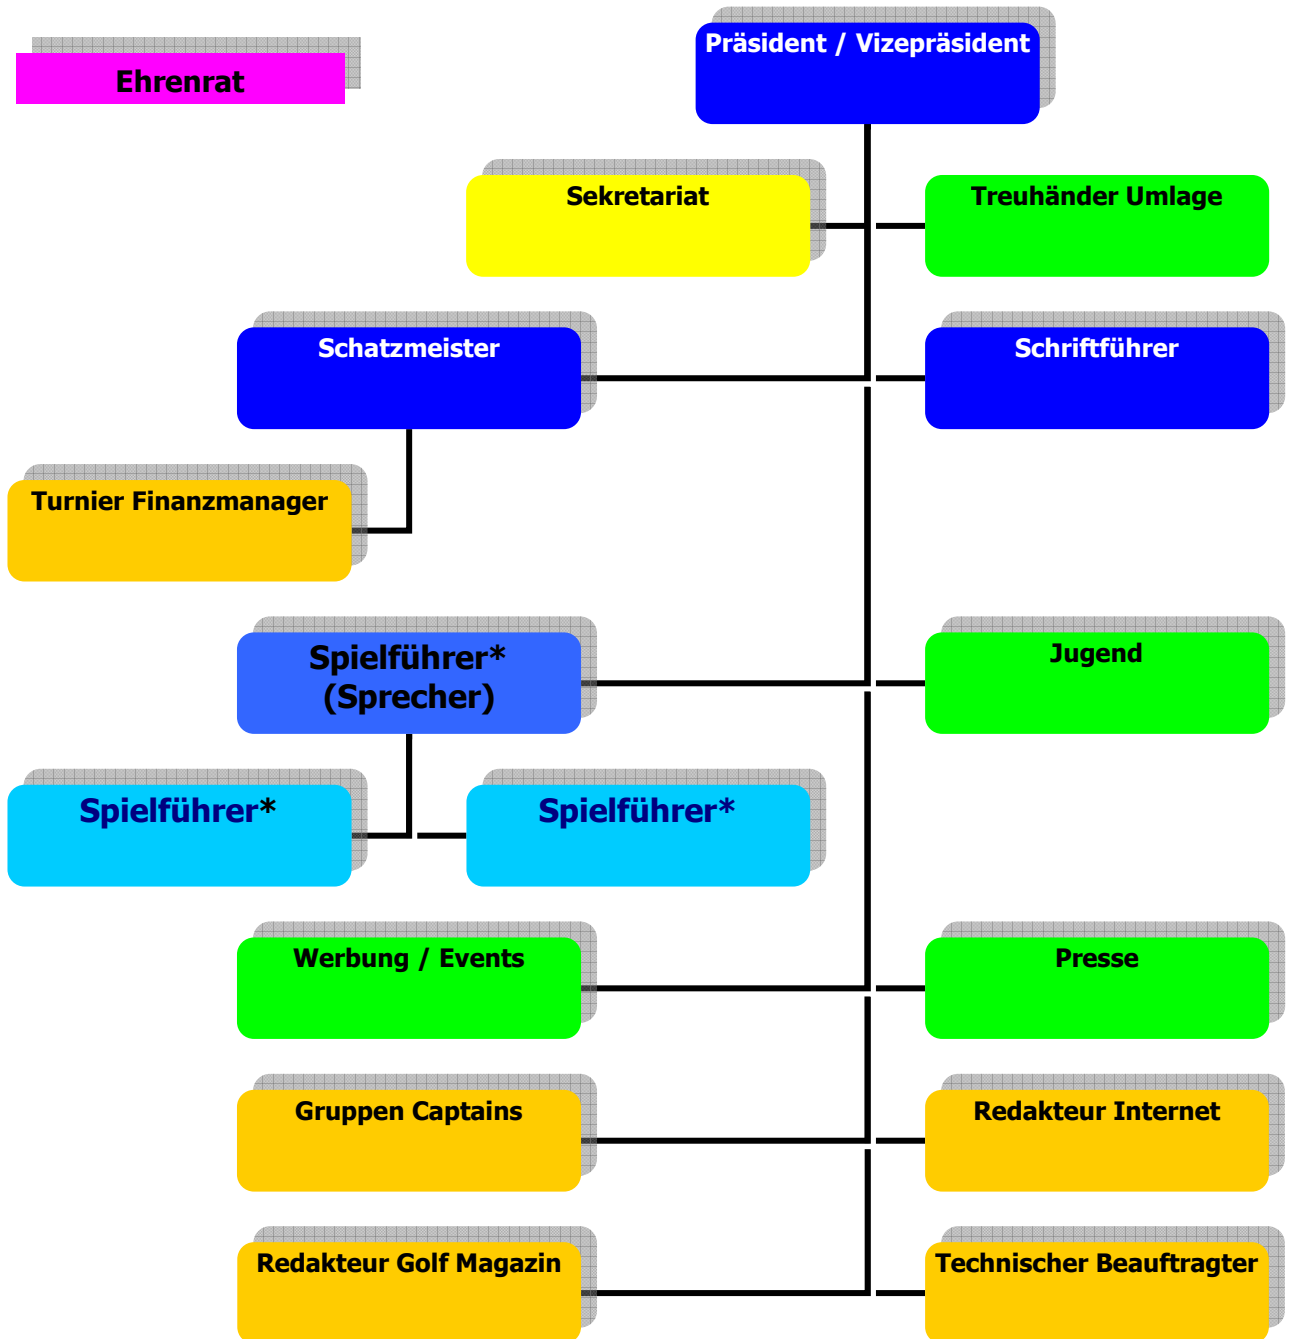 Präsident / Vizepräsident
Ehrenrat
Sekretariat
Treuhänder Umlage
Schatzmeister
Schriftführer
Turnier Finanzmanager
Spielführer*
(Sprecher)
Jugend
Spielführer*
Spielführer*
Werbung / Events
Presse
Gruppen Captains
Redakteur Internet
Redakteur Golf Magazin
Technischer Beauftragter